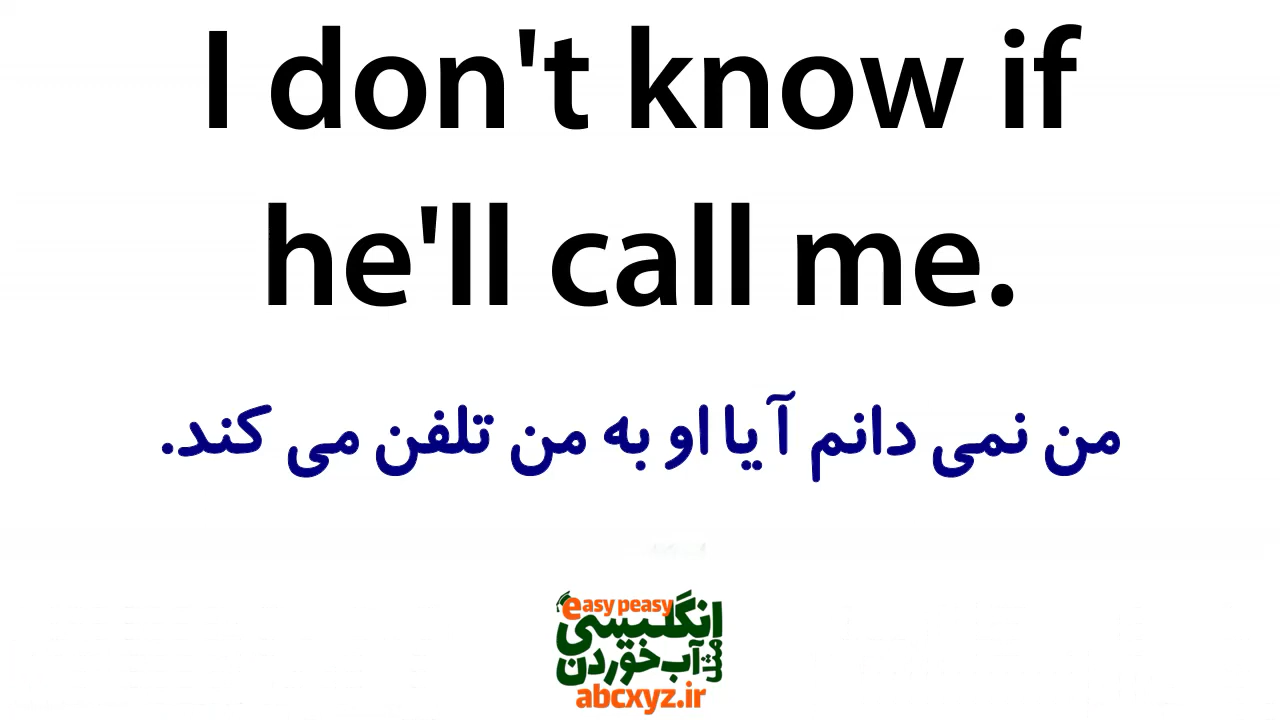 I don't know if
he'll call me.
من نمی دانم آیا او به من تلفن می کند.
easy peasy
انگلیسی
مثل آب خوردن
abcxyz.ir